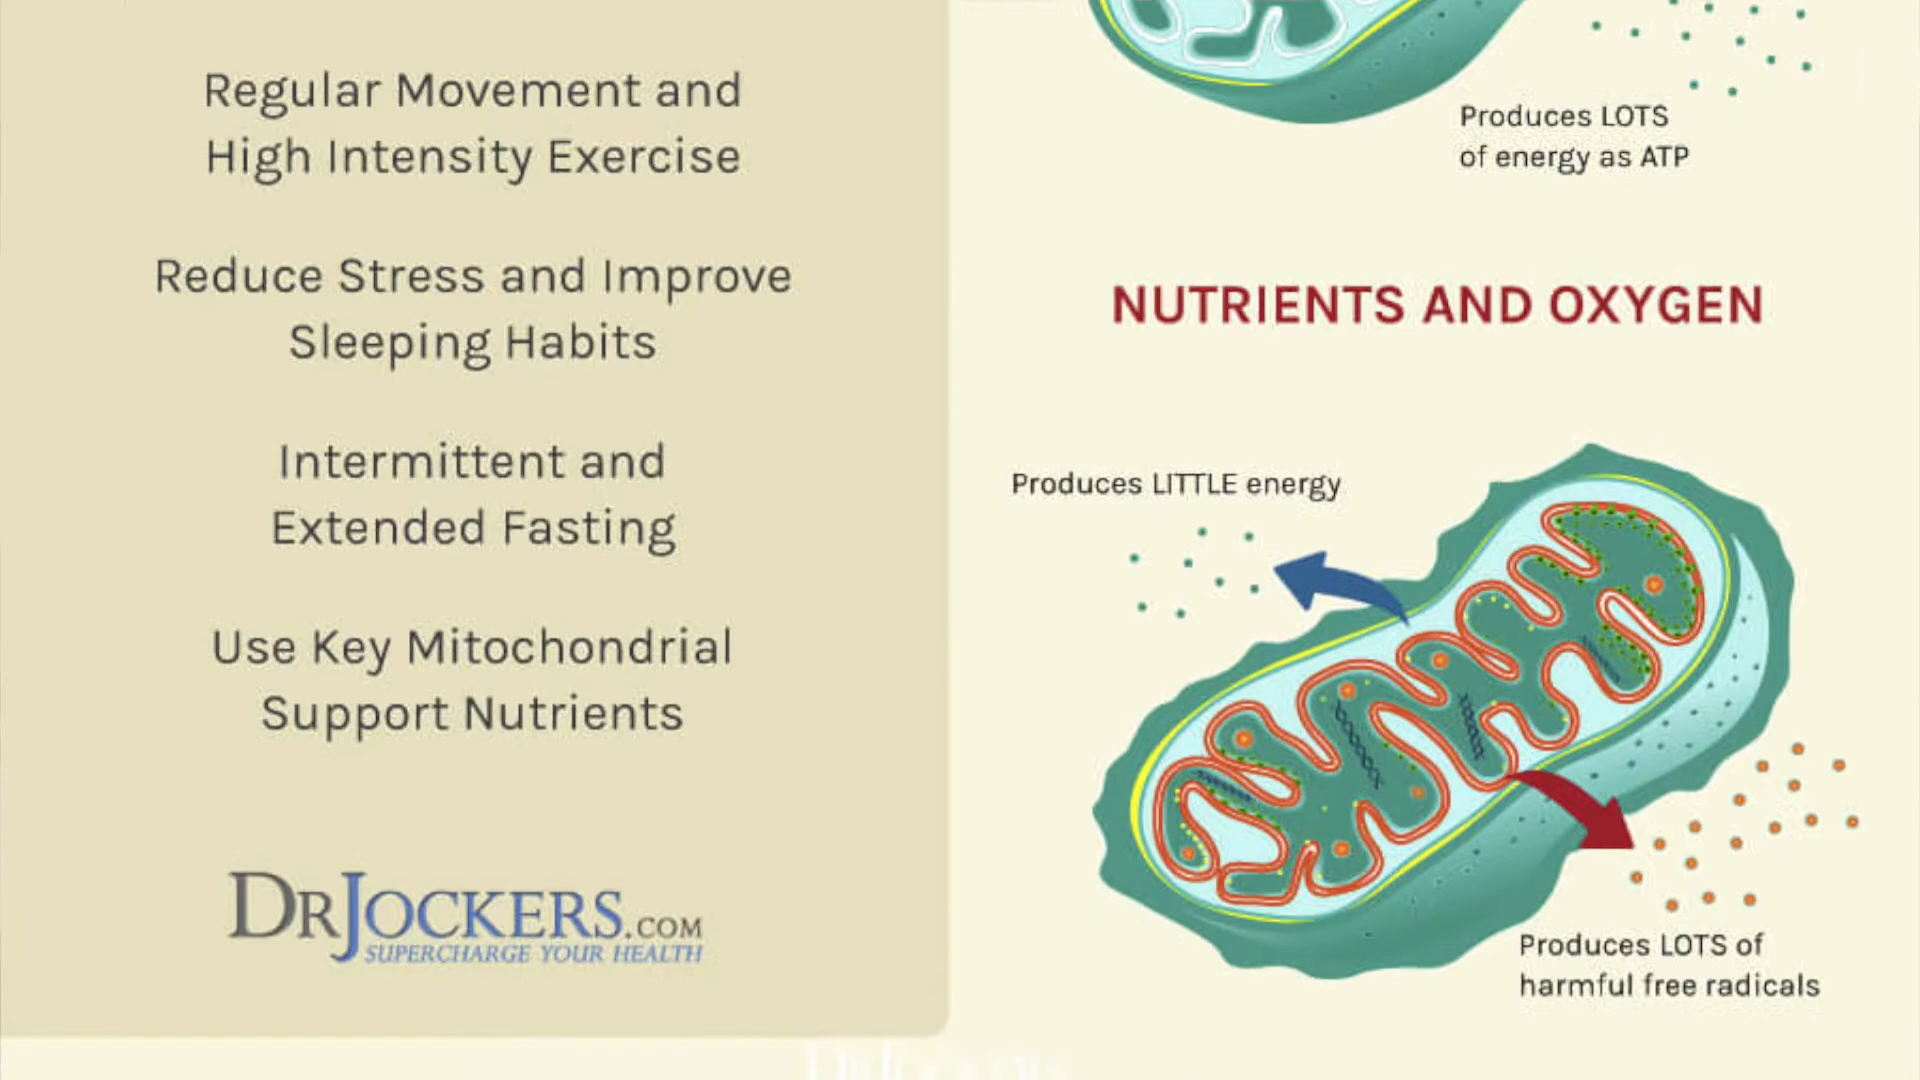 Regular Movement and
High Intensity Exercise
Reduce Stress and Improve
Sleeping Habits
Intermittent and
Extended Fasting
Use Key Mitochondrial
Support Nutrients
DRJOCKERS.COM
SUPERCHARGE YOUR HEALTH
Produces LOTS
of energy as ATP
NUTRIENTS AND OXYGEN
Produces LITTLE energy
Produces LOTS of
harmful free radicals